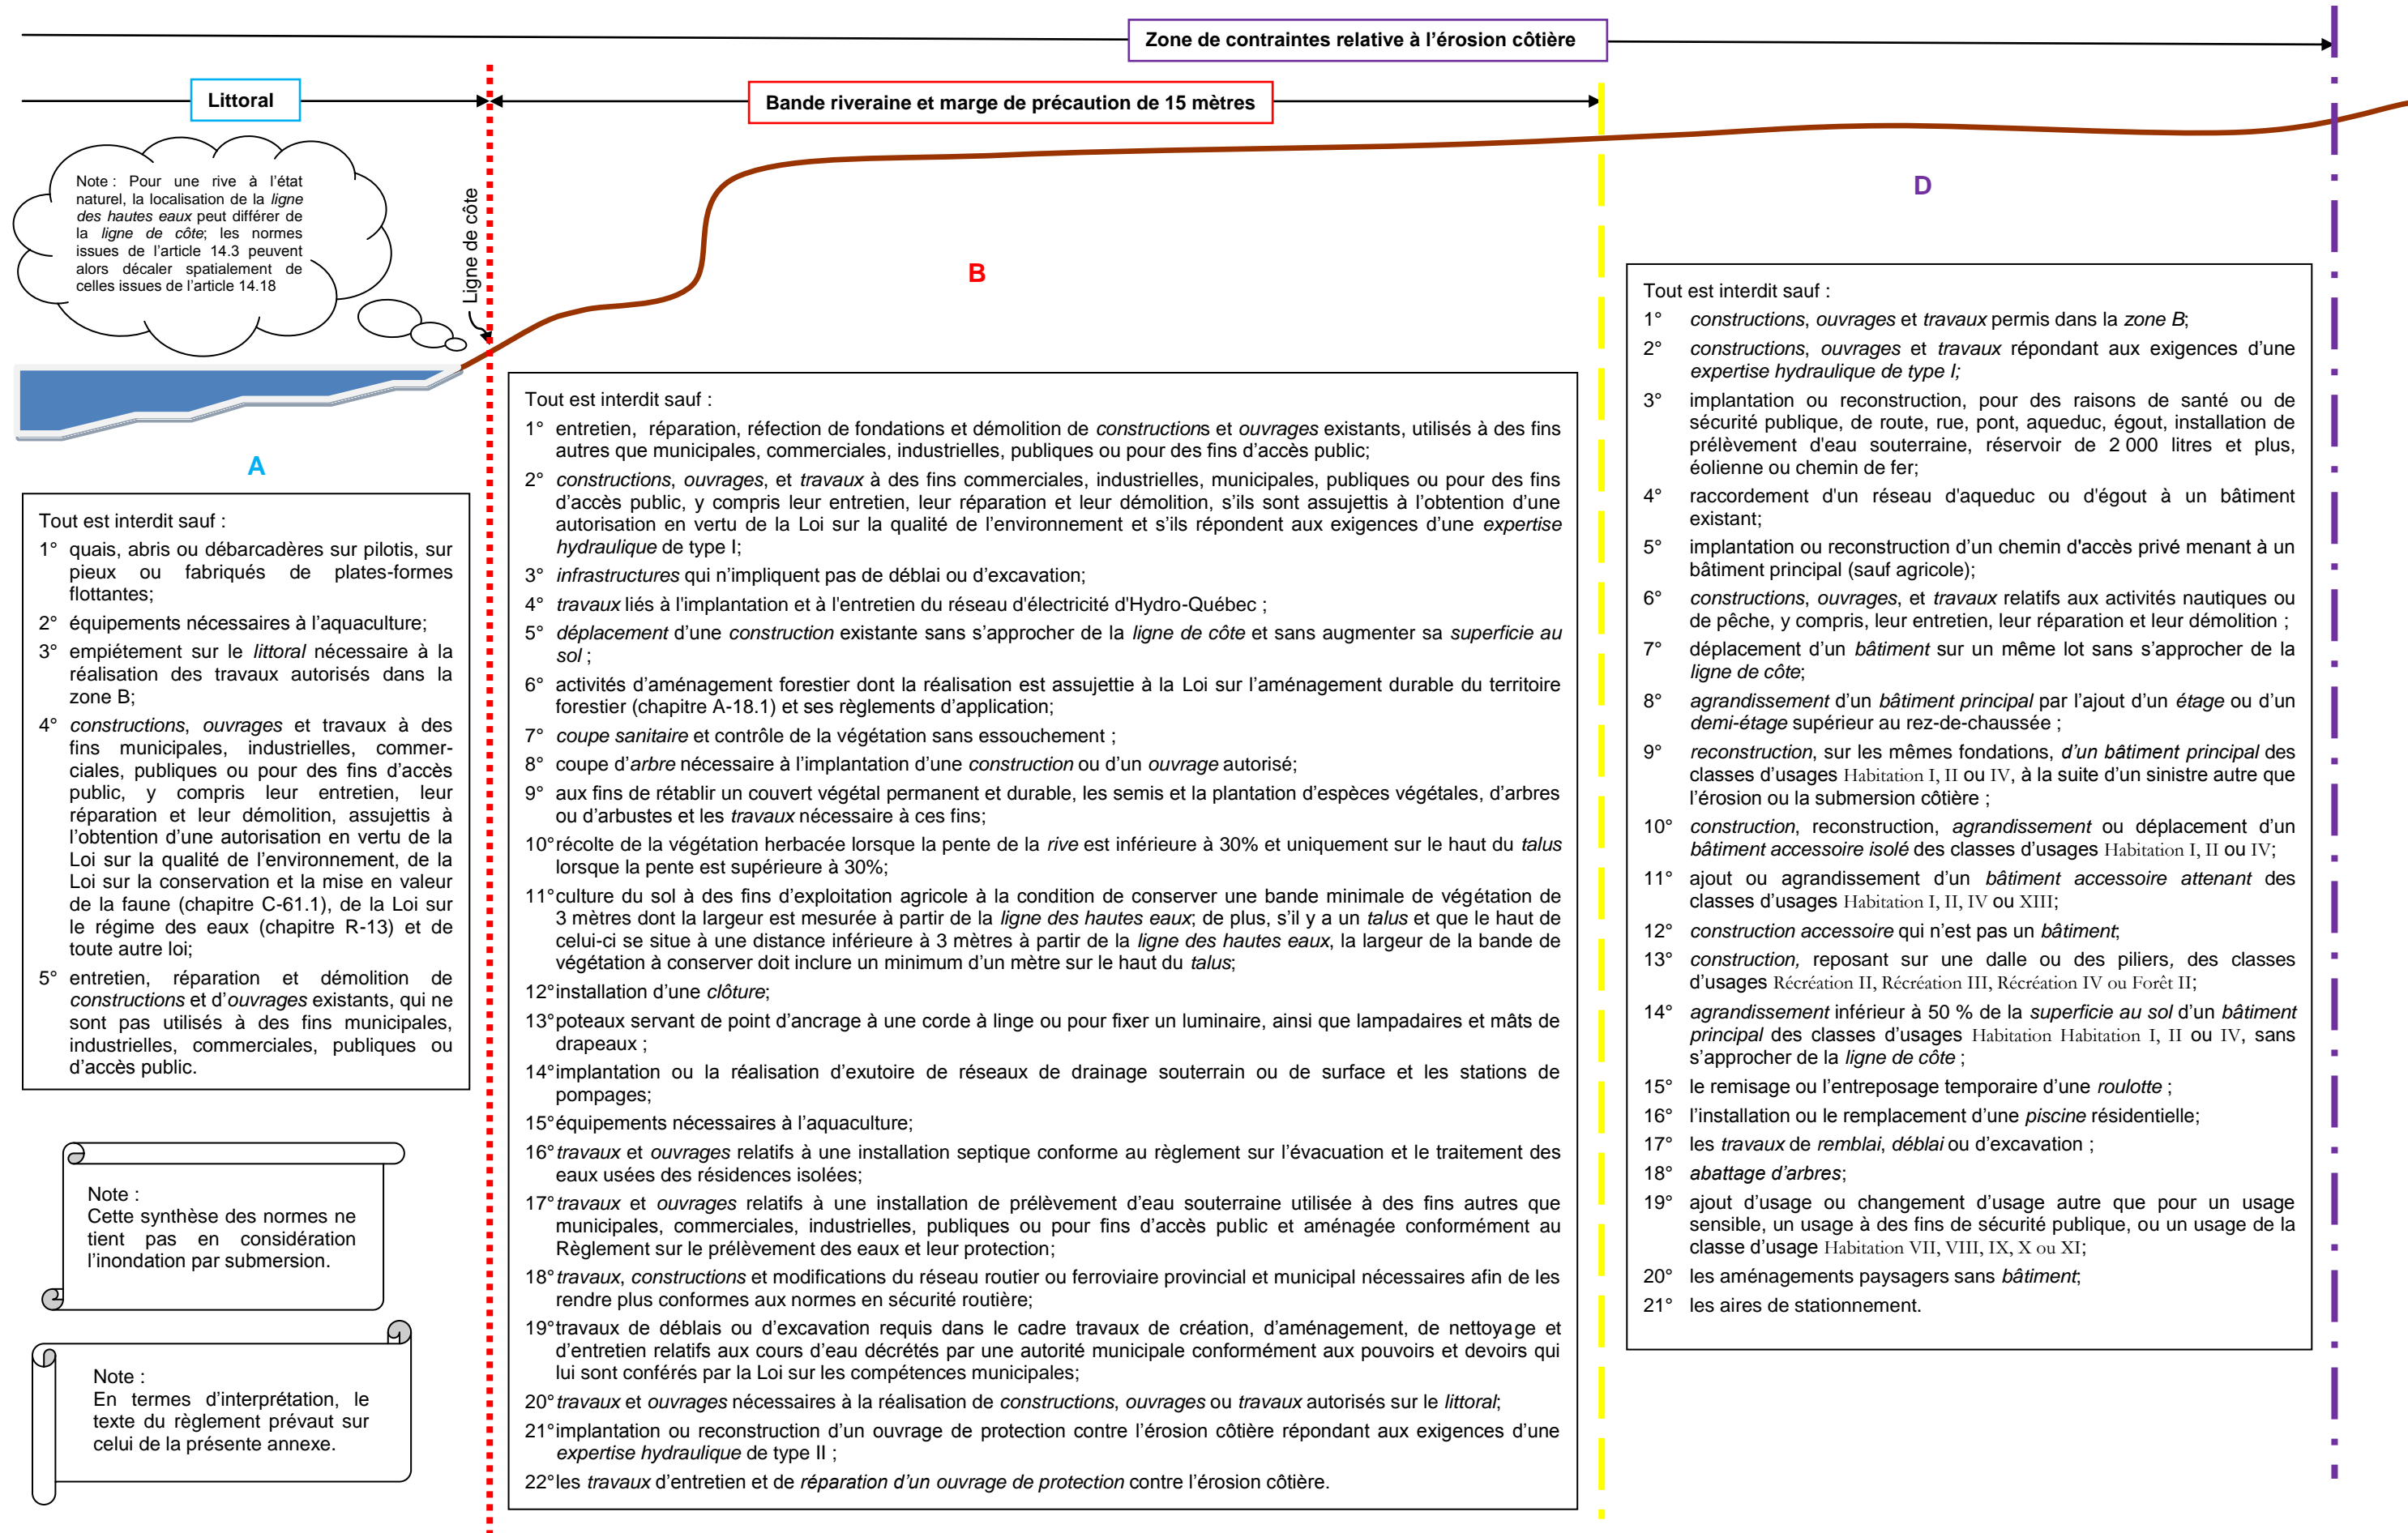 Zone de contraintes relative à l’érosion côtière
Littoral
Bande riveraine et marge de précaution de 15 mètres
Note : Pour une rive à l’état
naturel, la localisation de la ligne
des hautes eaux peut différer de
la ligne de côte; les normes
issues de l’article 14.3 peuvent
alors décaler spatialement de
celles issues de l’article 14.18
Ligne de côte
A
Tout est interdit sauf :
1° quais, abris ou débarcadères sur pilotis, sur
pieux ou fabriqués de plates-formes
flottantes;
2° équipements nécessaires à l’aquaculture;
3° empiétement sur le littoral nécessaire à la
réalisation des travaux autorisés dans la
zone B;
4° constructions, ouvrages et travaux à des
fins municipales, industrielles, commer-
ciales, publiques ou pour des fins d’accès
public, y compris leur entretien, leur
réparation et leur démolition, assujettis à
l’obtention d’une autorisation en vertu de la
Loi sur la qualité de l’environnement, de la
Loi sur la conservation et la mise en valeur
de la faune (chapitre C-61.1), de la Loi sur
le régime des eaux (chapitre R-13) et de
toute autre loi;
5° entretien, réparation et démolition de
constructions et d’ouvrages existants, qui ne
sont pas utilisés à des fins municipales,
industrielles, commerciales, publiques ou
d’accès public.
Note :
Cette synthèse des normes ne
tient pas en considération
l’inondation par submersion.
Note :
En termes d’interprétation, le
texte du règlement prévaut sur
celui de la présente annexe.
B
Tout est interdit sauf :
1° entretien, réparation, réfection de fondations et démolition de constructions et ouvrages existants, utilisés à des fins
autres que municipales, commerciales, industrielles, publiques ou pour des fins d’accès public;
2° constructions, ouvrages, et travaux à des fins commerciales, industrielles, municipales, publiques ou pour des fins
d’accès public, y compris leur entretien, leur réparation et leur démolition, s’ils sont assujettis à l’obtention d’une
autorisation en vertu de la Loi sur la qualité de l’environnement et s’ils répondent aux exigences d’une expertise
hydraulique de type I;
3° infrastructures qui n’impliquent pas de déblai ou d’excavation;
4° travaux liés à l'implantation et à l'entretien du réseau d'électricité d'Hydro-Québec ;
5° déplacement d’une construction existante sans s’approcher de la ligne de côte et sans augmenter sa superficie au
sol ;
6° activités d’aménagement forestier dont la réalisation est assujettie à la Loi sur l’aménagement durable du territoire
forestier (chapitre A-18.1) et ses règlements d’application;
7° coupe sanitaire et contrôle de la végétation sans essouchement ;
8° coupe d’arbre nécessaire à l’implantation d’une construction ou d’un ouvrage autorisé;
9° aux fins de rétablir un couvert végétal permanent et durable, les semis et la plantation d’espèces végétales, d’arbres
ou d’arbustes et les travaux nécessaire à ces fins;
10° récolte de la végétation herbacée lorsque la pente de la rive est inférieure à 30% et uniquement sur le haut du talus
lorsque la pente est supérieure à 30%;
11° culture du sol à des fins d’exploitation agricole à la condition de conserver une bande minimale de végétation de
3 mètres dont la largeur est mesurée à partir de la ligne des hautes eaux; de plus, s’il y a un talus et que le haut de
celui-ci se situe à une distance inférieure à 3 mètres à partir de la ligne des hautes eaux, la largeur de la bande de
végétation à conserver doit inclure un minimum d’un mètre sur le haut du talus;
12° installation d’une clôture;
13° poteaux servant de point d’ancrage à une corde à linge ou pour fixer un luminaire, ainsi que lampadaires et mâts de
drapeaux ;
14° implantation ou la réalisation d’exutoire de réseaux de drainage souterrain ou de surface et les stations de
pompages;
15° équipements nécessaires à l’aquaculture;
16° travaux et ouvrages relatifs à une installation septique conforme au règlement sur l’évacuation et le traitement des
eaux usées des résidences isolées;
17° travaux et ouvrages relatifs à une installation de prélèvement d’eau souterraine utilisée à des fins autres que
municipales, commerciales, industrielles, publiques ou pour fins d’accès public et aménagée conformément au
Règlement sur le prélèvement des eaux et leur protection;
18° travaux, constructions et modifications du réseau routier ou ferroviaire provincial et municipal nécessaires afin de les
rendre plus conformes aux normes en sécurité routière;
19° travaux de déblais ou d’excavation requis dans le cadre travaux de création, d’aménagement, de nettoyage et
d’entretien relatifs aux cours d’eau décrétés par une autorité municipale conformément aux pouvoirs et devoirs qui
lui sont conférés par la Loi sur les compétences municipales;
20° travaux et ouvrages nécessaires à la réalisation de constructions, ouvrages ou travaux autorisés sur le littoral;
21° implantation ou reconstruction d’un ouvrage de protection contre l’érosion côtière répondant aux exigences d’une
expertise hydraulique de type II ;
22° les travaux d’entretien et de réparation d’un ouvrage de protection contre l’érosion côtière.
D
Tout est interdit sauf :
1° constructions, ouvrages et travaux permis dans la zone B;
2° constructions, ouvrages et travaux répondant aux exigences d’une
expertise hydraulique de type I;
3° implantation ou reconstruction, pour des raisons de santé ou de
sécurité publique, de route, rue, pont, aqueduc, égout, installation de
prélèvement d'eau souterraine, réservoir de 2 000 litres et plus,
éolienne ou chemin de fer;
4° raccordement d'un réseau d'aqueduc ou d'égout à un bâtiment
existant;
5° implantation ou reconstruction d’un chemin d'accès privé menant à un
bâtiment principal (sauf agricole);
6° constructions, ouvrages, et travaux relatifs aux activités nautiques ou
de pêche, y compris, leur entretien, leur réparation et leur démolition ;
7° déplacement d’un bâtiment sur un même lot sans s’approcher de la
ligne de côte;
8° agrandissement d’un bâtiment principal par l’ajout d’un étage ou d’un
demi-étage supérieur au rez-de-chaussée ;
9° reconstruction, sur les mêmes fondations, d’un bâtiment principal des
classes d’usages Habitation I, II ou IV, à la suite d’un sinistre autre que
l’érosion ou la submersion côtière ;
10° construction, reconstruction, agrandissement ou déplacement d’un
bâtiment accessoire isolé des classes d’usages Habitation I, II ou IV;
11° ajout ou agrandissement d’un bâtiment accessoire attenant des
classes d’usages Habitation I, II, IV ou XIII;
12° construction accessoire qui n’est pas un bâtiment;
13° construction, reposant sur une dalle ou des piliers, des classes
d’usages Récréation II, Récréation III, Récréation IV ou Forêt II;
14° agrandissement inférieur à 50 % de la superficie au sol d’un bâtiment
principal des classes d’usages Habitation Habitation I, II ou IV, sans
s’approcher de la ligne de côte ;
15° le remisage ou l’entreposage temporaire d’une roulotte ;
16° l’installation ou le remplacement d’une piscine résidentielle;
17° les travaux de remblai, déblai ou d’excavation ;
18° abattage d’arbres;
19° ajout d’usage ou changement d’usage autre que pour un usage
sensible, un usage à des fins de sécurité publique, ou un usage de la
classe d’usage Habitation VII, VIII, IX, X ou XI;
20° les aménagements paysagers sans bâtiment;
21° les aires de stationnement.